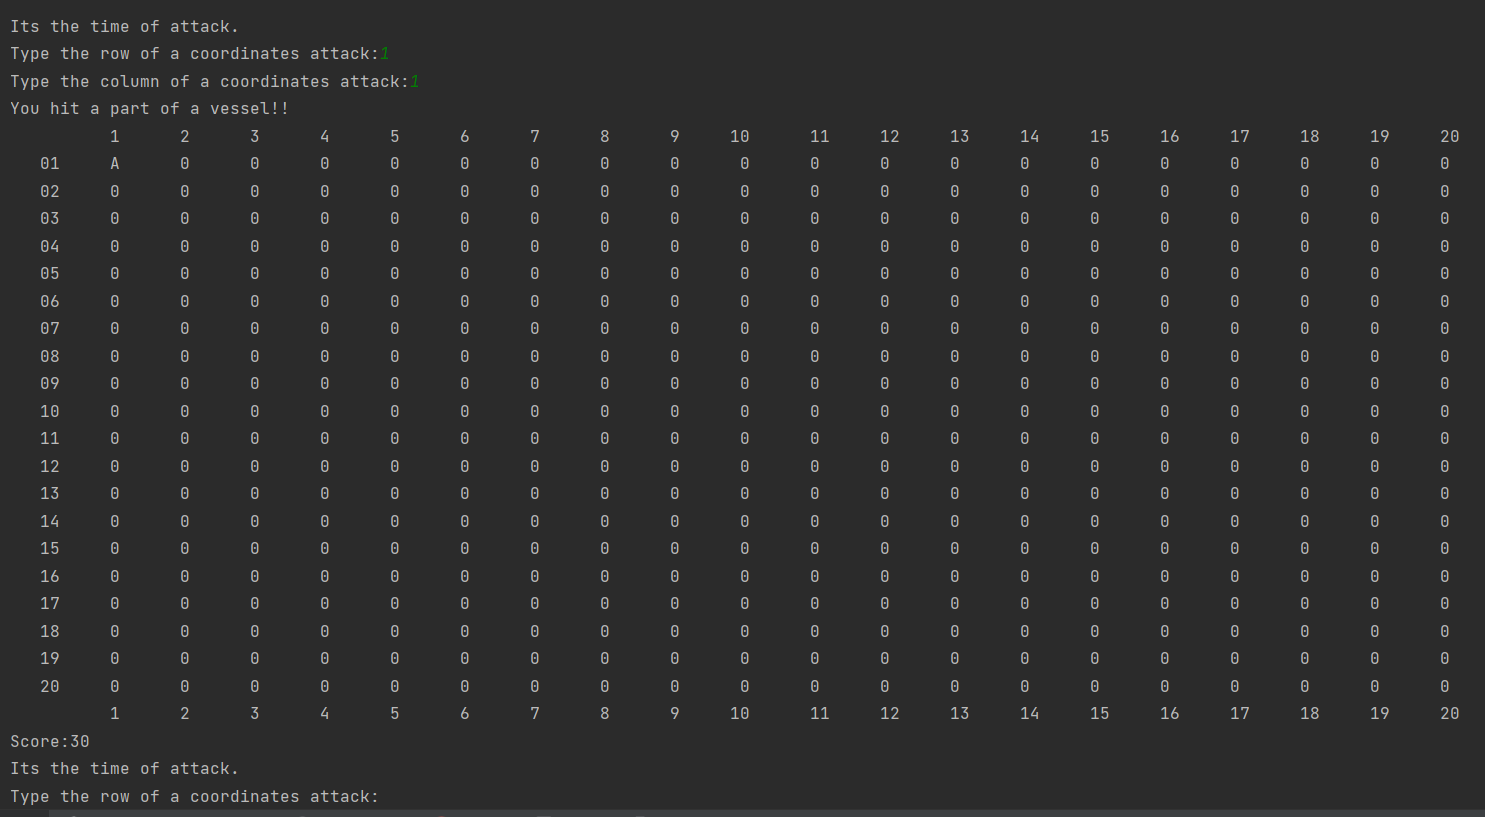 Its the time of attack.
Type the row of a coordinates attack:1
Type the column of a coordinates attack:1
You hit a part of a vessel!!
1 2 3 4 5 6 7 8 9 10 11 12 13 14 15 16 17 18 19 20
01 A 0 0 0 0 0 0 0 0 0 0 0 0 0 0 0 0 0 0 0
02 0 0 0 0 0 0 0 0 0 0 0 0 0 0 0 0 0 0 0 0
03 0 0 0 0 0 0 0 0 0 0 0 0 0 0 0 0 0 0 0 0
04 0 0 0 0 0 0 0 0 0 0 0 0 0 0 0 0 0 0 0 0
05 0 0 0 0 0 0 0 0 0 0 0 0 0 0 0 0 0 0 0 0
06 0 0 0 0 0 0 0 0 0 0 0 0 0 0 0 0 0 0 0 0
07 0 0 0 0 0 0 0 0 0 0 0 0 0 0 0 0 0 0 0 0
08 0 0 0 0 0 0 0 0 0 0 0 0 0 0 0 0 0 0 0 0
09 0 0 0 0 0 0 0 0 0 0 0 0 0 0 0 0 0 0 0 0
10 0 0 0 0 0 0 0 0 0 0 0 0 0 0 0 0 0 0 0 0
11 0 0 0 0 0 0 0 0 0 0 0 0 0 0 0 0 0 0 0 0
12 0 0 0 0 0 0 0 0 0 0 0 0 0 0 0 0 0 0 0 0
13 0 0 0 0 0 0 0 0 0 0 0 0 0 0 0 0 0 0 0 0
14 0 0 0 0 0 0 0 0 0 0 0 0 0 0 0 0 0 0 0 0
15 0 0 0 0 0 0 0 0 0 0 0 0 0 0 0 0 0 0 0 0
16 0 0 0 0 0 0 0 0 0 0 0 0 0 0 0 0 0 0 0 0
17 0 0 0 0 0 0 0 0 0 0 0 0 0 0 0 0 0 0 0 0
18 0 0 0 0 0 0 0 0 0 0 0 0 0 0 0 0 0 0 0 0
19 0 0 0 0 0 0 0 0 0 0 0 0 0 0 0 0 0 0 0 0
20 0 0 0 0 0 0 0 0 0 0 0 0 0 0 0 0 0 0 0 0
1 2 3 4 5 6 7 8 9 10 11 12 13 14 15 16 17 18 19 20
Score:30
Its the time of attack.
Type the row of a coordinates attack: